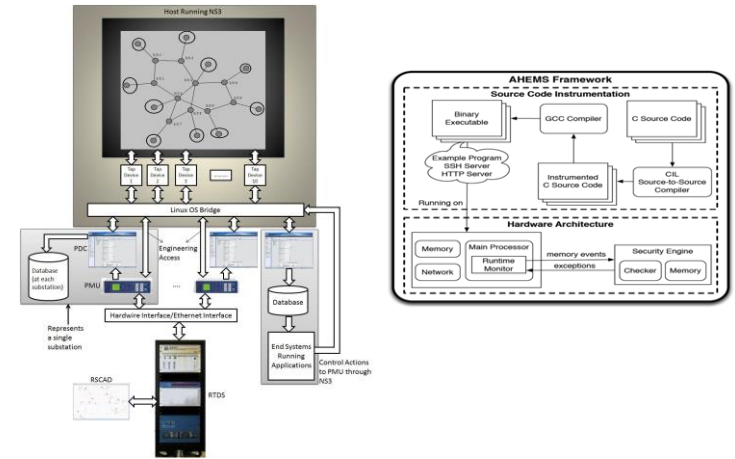 Host Running NS3
Tap
Device
1
Tap
Device
2
Tap
Device
3
Tap
Device
10
Linux OS Bridge
PDC
Engineering
Access
Database
(at each
substation)
PMU
....
Database
Hardwire Interface/Ethernet Interface
Represents
a single
substation
End Systems
Running
Applications
Control Actions
to PMU through
NS3
RSCAD
RTDS
AHEMS Framework
Source Code Instrumentation
Binary
Executable
GCC Compiler
C Source Code
Example Program
SSH Server
HTTP Server
Instrumented
C Source Code
CIL
Source-to-Source
Compiler
Running on
Hardware Architecture
Memory
Network
Main Processor
Runtime
Monitor
memory events
exceptions
Security Engine
Checker
Memory